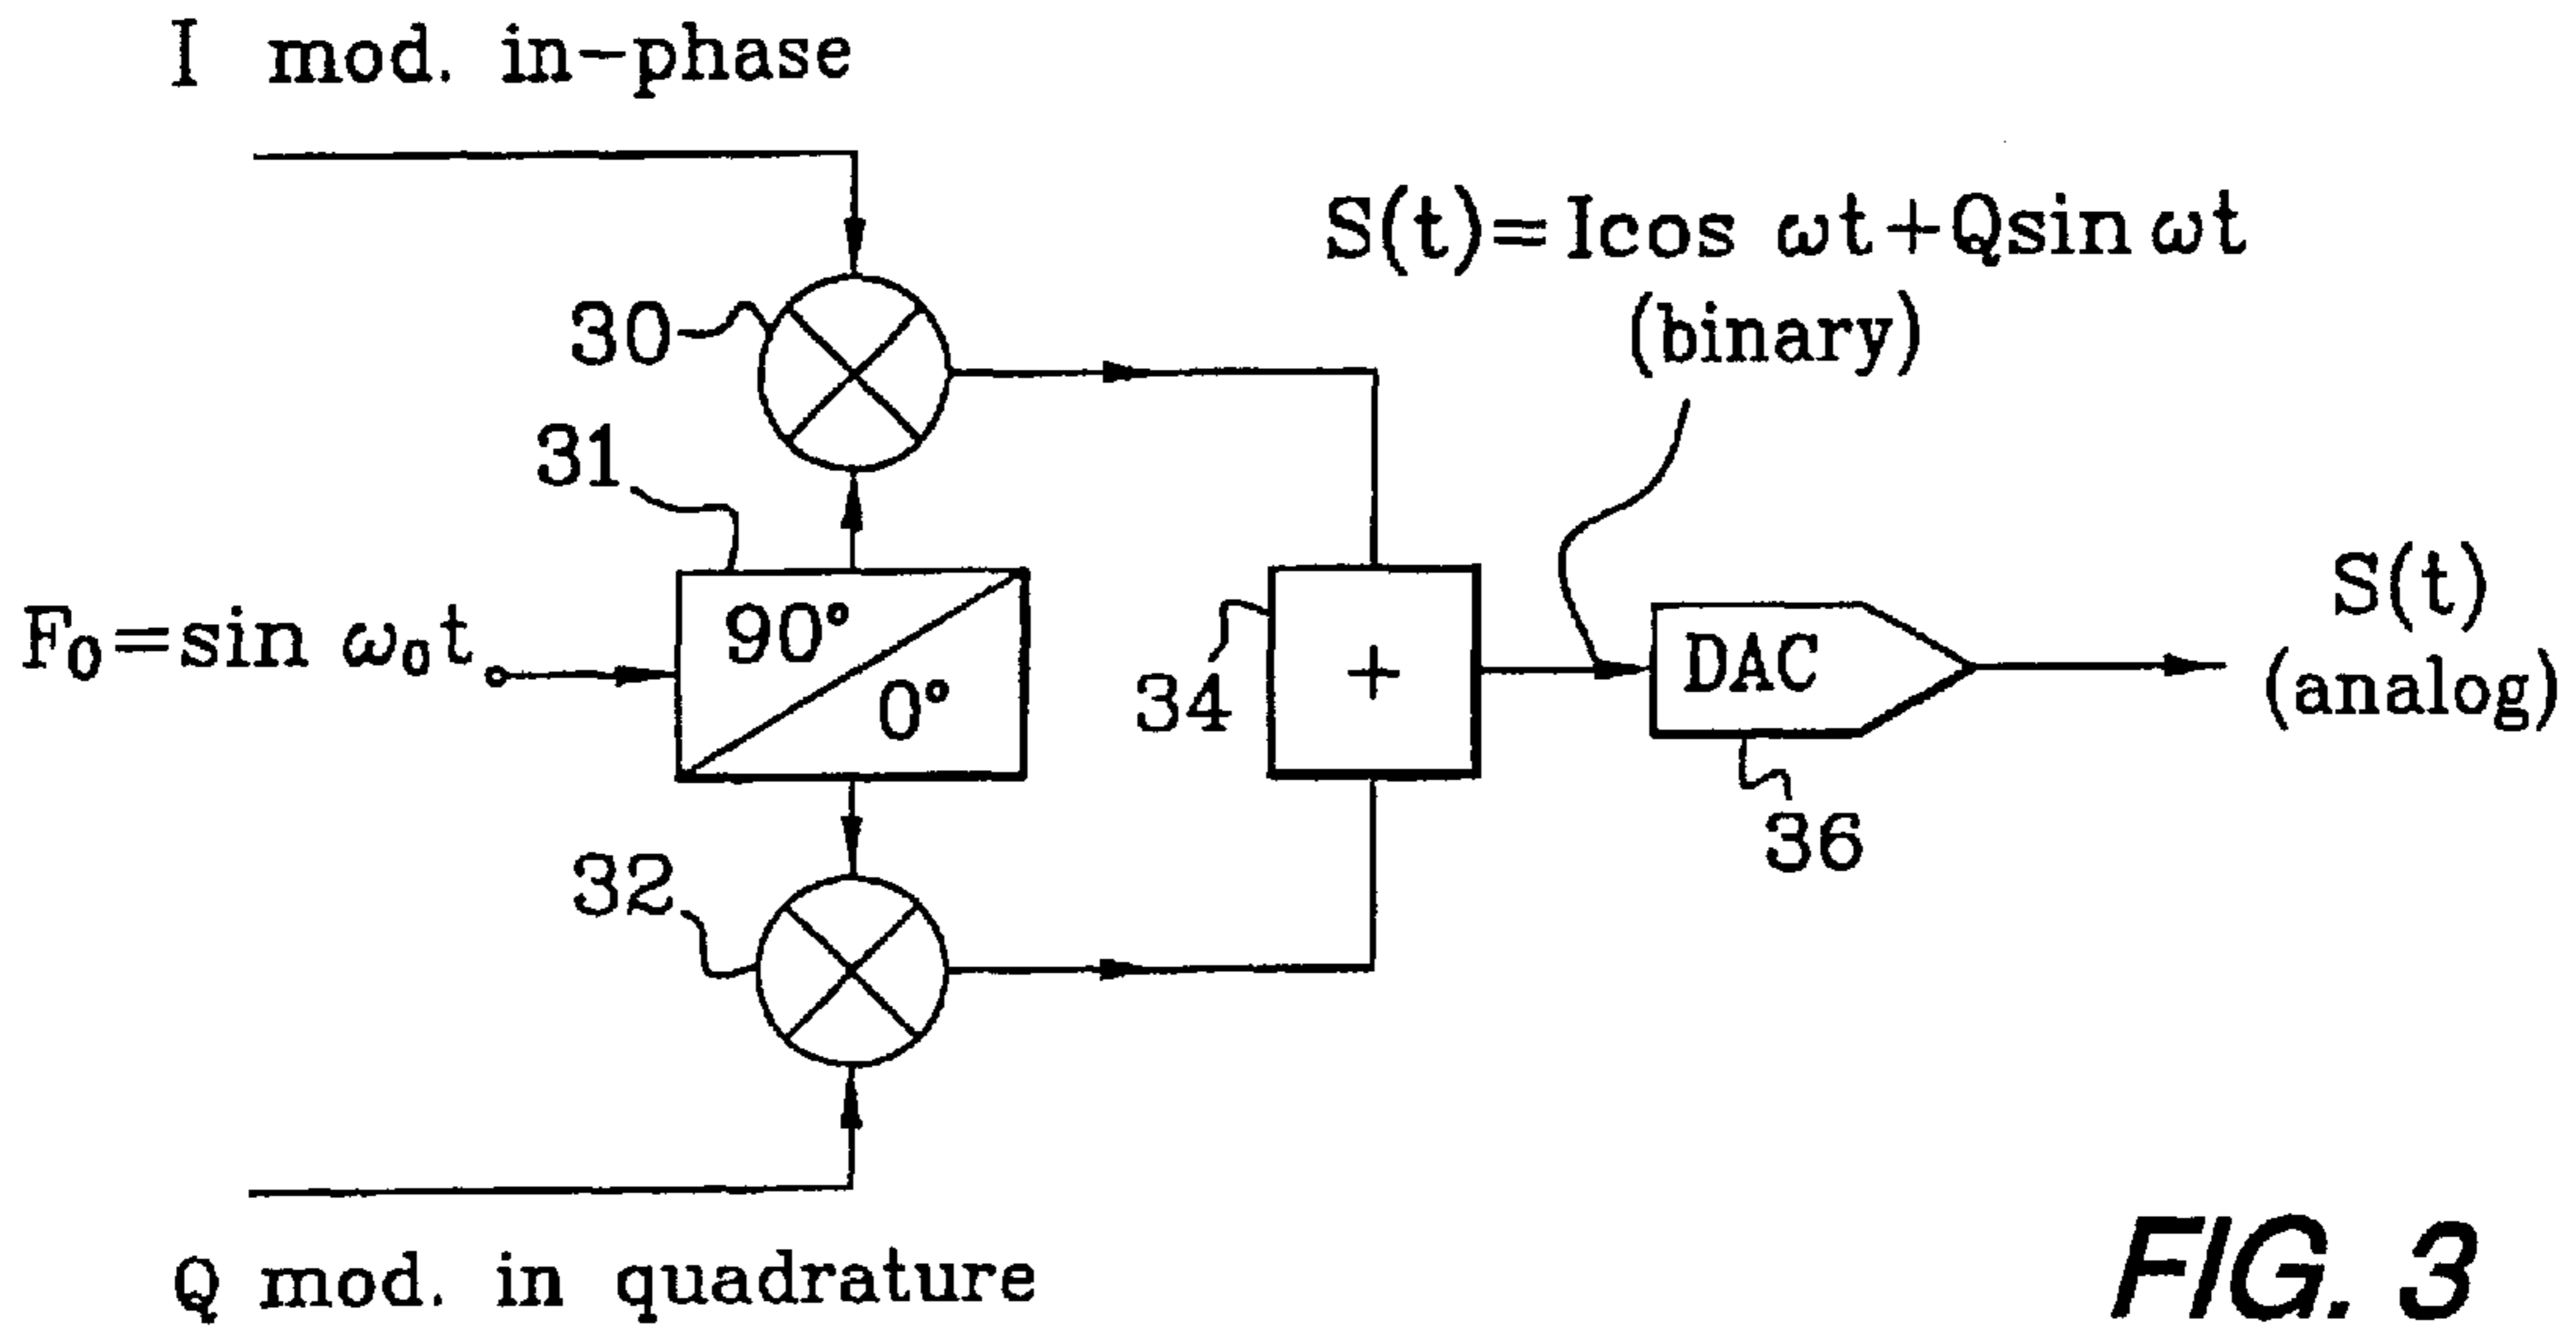 I mod. in-phase
S(t)=Icos ωt+Qsin ωt
(binary)
30
31
F₀=sin ω₀t
90°
0°
34
+
DAC
S(t)
(analog)
36
32
Q mod. in quadrature
FIG. 3